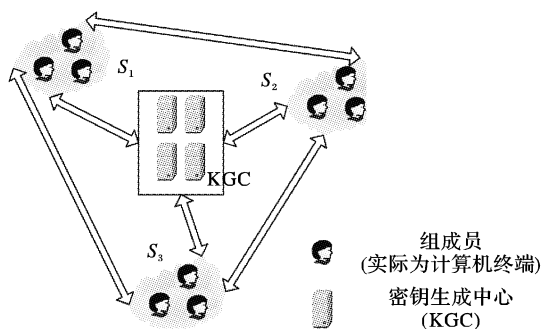 S₁
S₂
KGC
S₃
组成员
(实际为计算机终端)
密钥生成中心
(KGC)